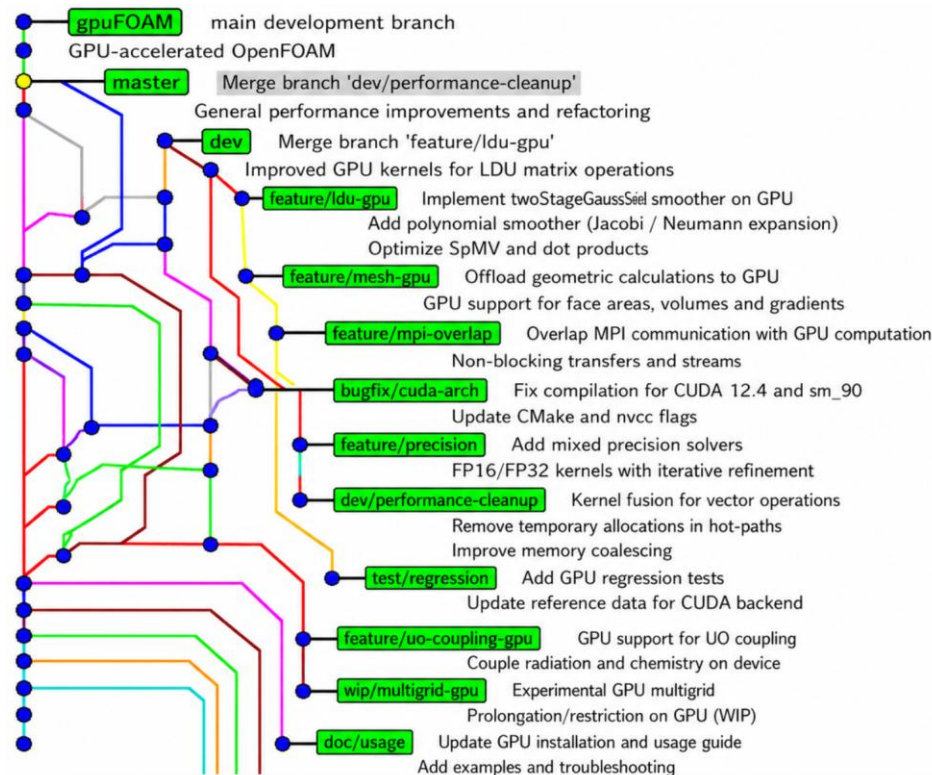 gpuFOAM main development branch
GPU-accelerated OpenFOAM
master Merge branch 'dev/performance-cleanup'
General performance improvements and refactoring
dev Merge branch 'feature/ldu-gpu'
Improved GPU kernels for LDU matrix operations
feature/ldu-gpu Implement smoother on GPU
Add polynomial smoother (Jacobi / Neumann expansion)
Optimize SpMV and dot products
feature/mesh-gpu Offload geometric calculations to GPU
GPU support for face areas, volumes and gradients
feature/mpi-overlap Overlap MPI communication with GPU computation
Non-blocking transfers and streams
bugfix/cuda-arch Fix compilation for CUDA 12.4 and sm_90
Update CMake and nvcc flags
feature/precision Add mixed precision solvers
FP16/FP32 kernels with iterative refinement
dev/performance-cleanup Kernel fusion for vector operations
Remove temporary allocations in hot-paths
Improve memory coalescing
test/regression Add GPU regression tests
Update reference data for CUDA backend
feature/uo-coupling-gpu GPU support for UO coupling
Couple radiation and chemistry on device
wip/multigrid-gpu Experimental GPU multigrid
Prolongation/restriction on GPU (WIP)
doc/usage Update GPU installation and usage guide
Add examples and troubleshooting